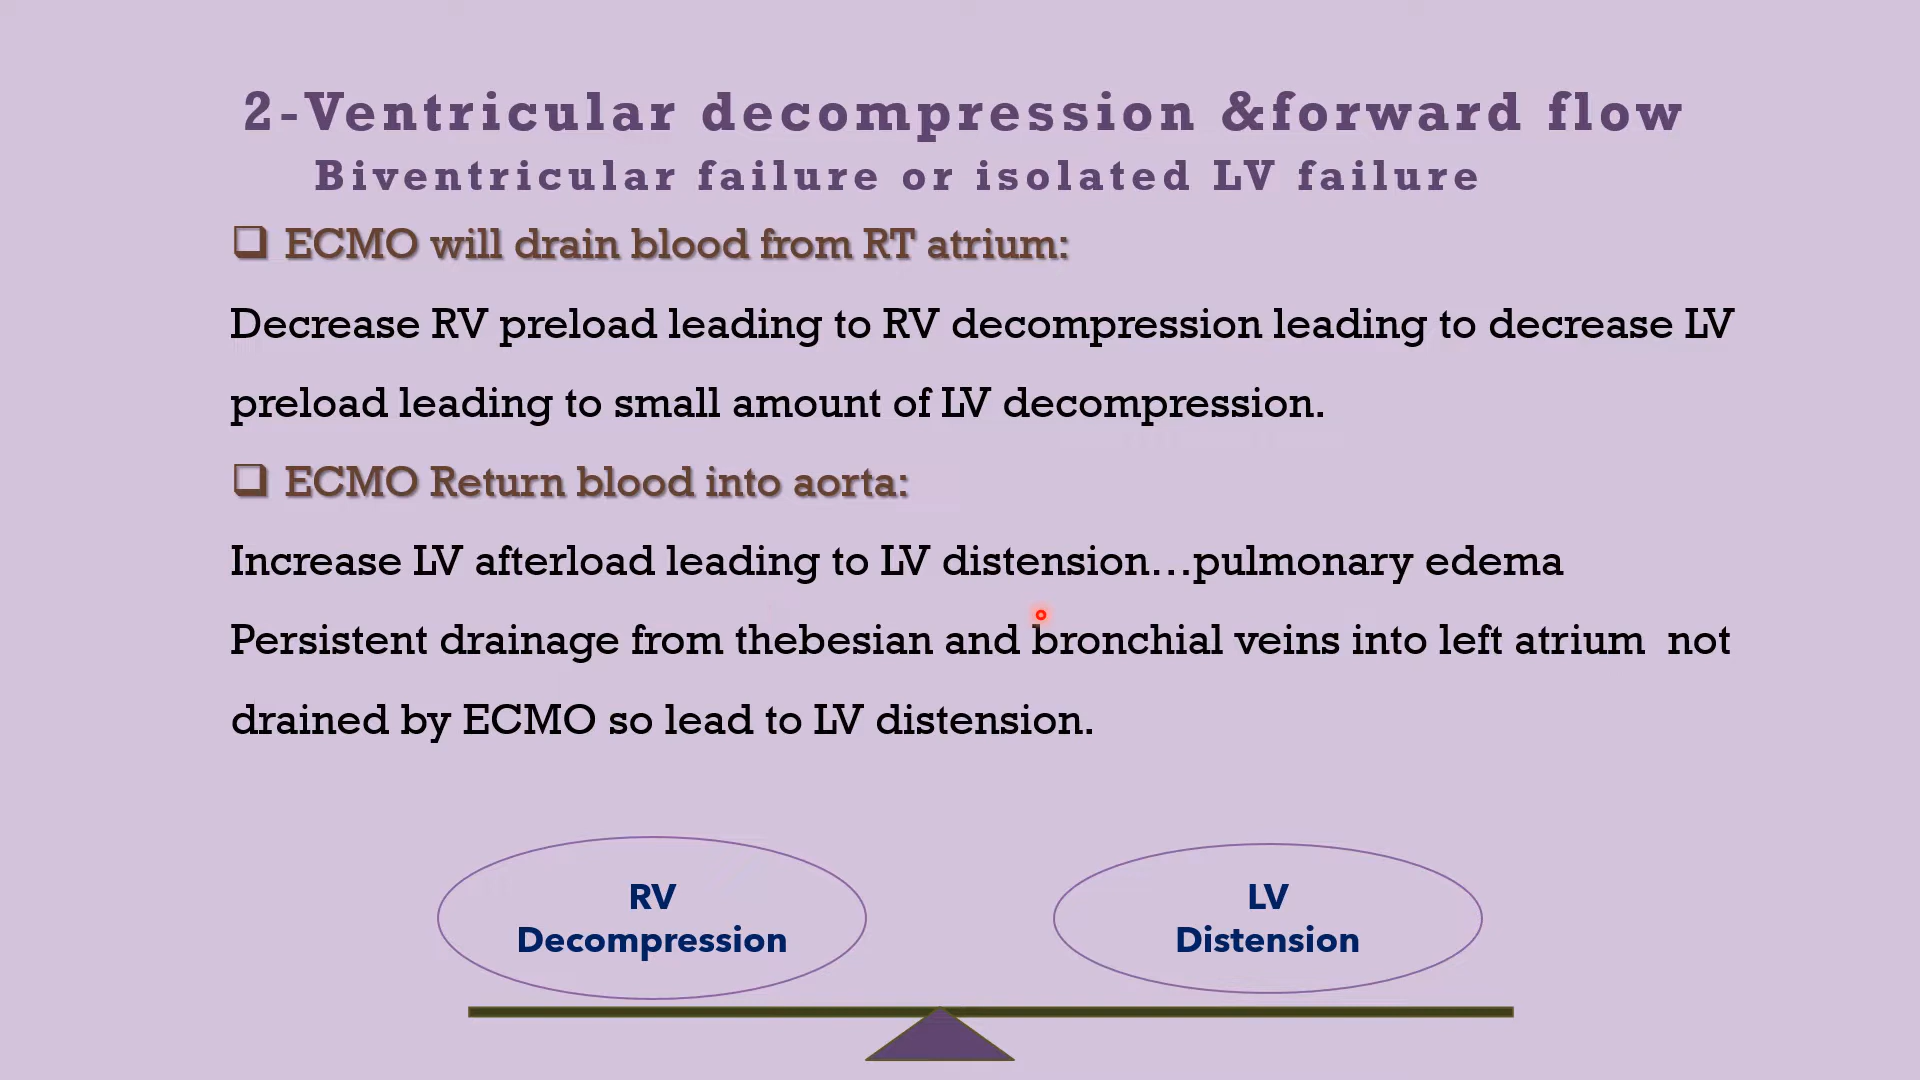 2-Ventricular decompression &forward flow
Biventricular failure or isolated LV failure
❑ ECMO will drain blood from RT atrium:
Decrease RV preload leading to RV decompression leading to decrease LV
preload leading to small amount of LV decompression.
❑ ECMO Return blood into aorta:
Increase LV afterload leading to LV distension…pulmonary edema
Persistent drainage from thebesian and bronchial veins into left atrium  not
drained by ECMO so lead to LV distension.
RV
Decompression
LV
Distension